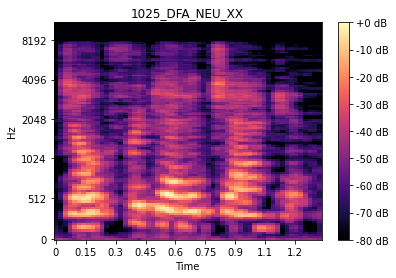 1025_DFA_NEU_XX
Hz
8192
4096
2048
1024
512
0
0 0.15 0.3 0.45 0.6 0.75 0.9 1.05 1.2
Time
+0 dB
-10 dB
-20 dB
-30 dB
-40 dB
-50 dB
-60 dB
-70 dB
-80 dB